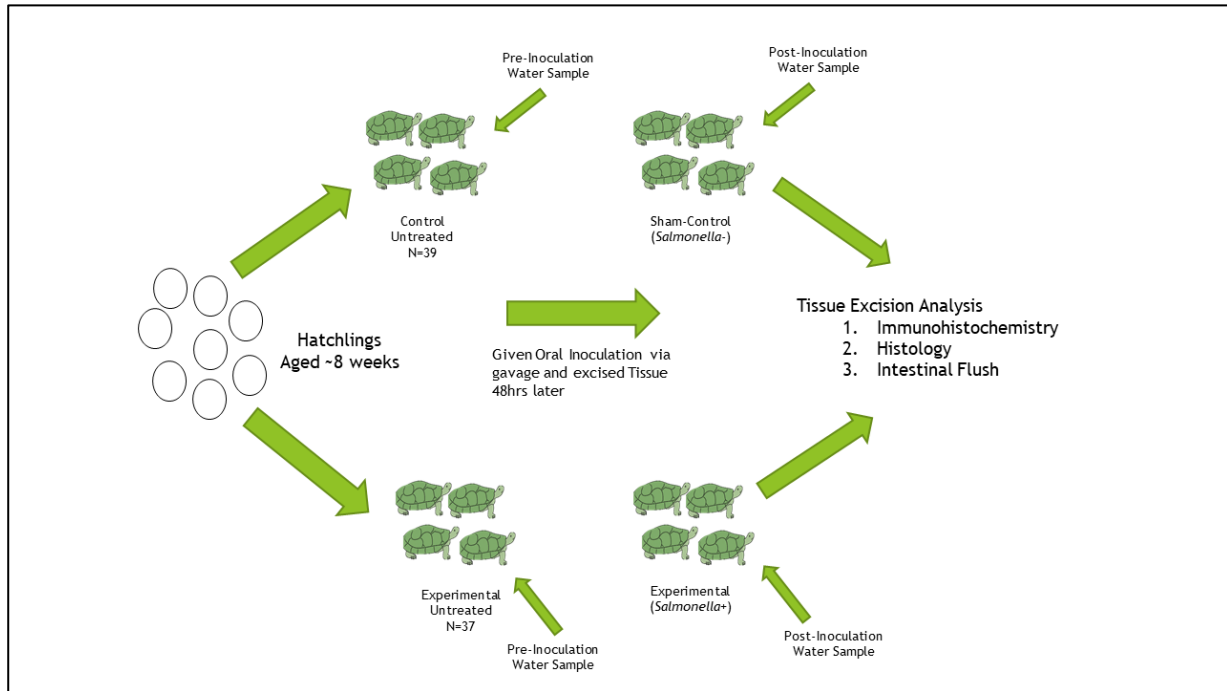 Pre-Inoculation
Water Sample
Post-Inoculation
Water Sample
Control
Untreated
N=39
Sham-Control
(Salmonella-)
Hatchlings
Aged ~8 weeks
Given Oral Inoculation via
gavage and excised Tissue
48hrs later
Tissue Excision Analysis
1. Immunohistochemistry
2. Histology
3. Intestinal Flush
Experimental
Untreated
N=37
Experimental
(Salmonella+)
Pre-Inoculation
Water Sample
Post-Inoculation
Water Sample